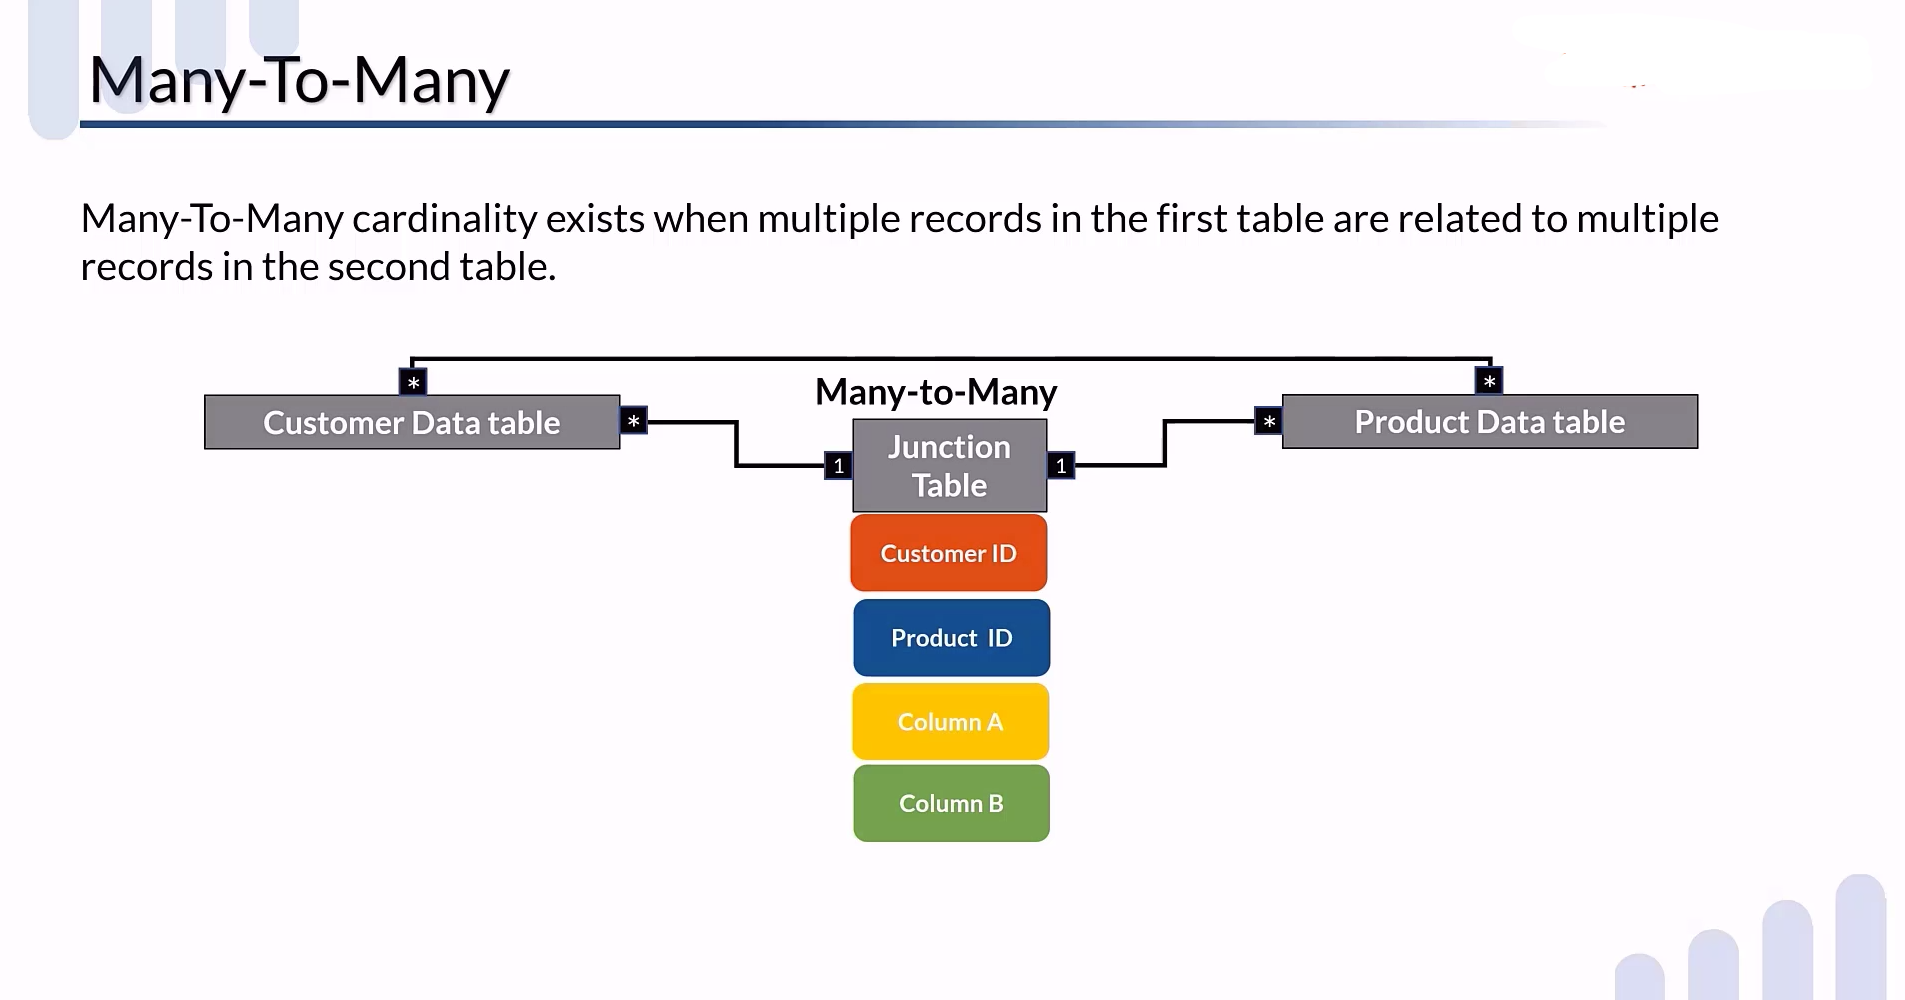 Many-To-Many
Many-To-Many cardinality exists when multiple records in the first table are related to multiple
records in the second table.
*
*
Many-to-Many
Customer Data table
*
*
Product Data table
1
Junction
Table
1
Customer ID
Product ID
Column A
Column B